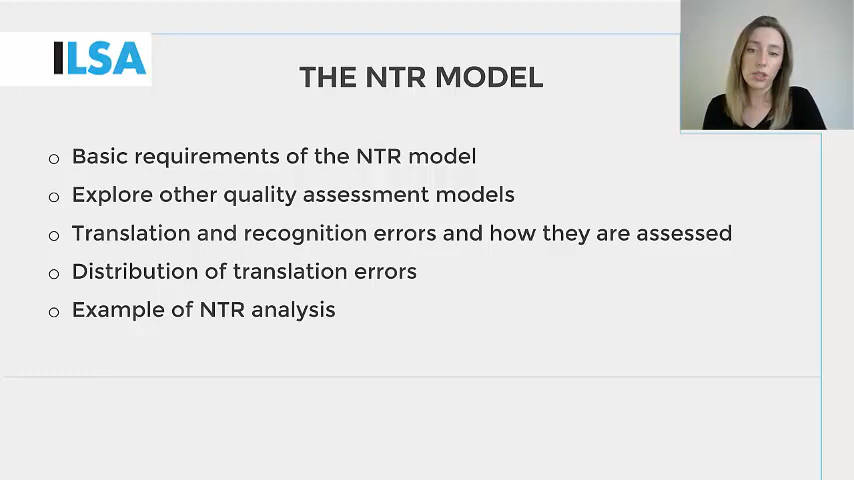 ILSA
THE NTR MODEL
Basic requirements of the NTR model
Explore other quality assessment models
Translation and recognition errors and how they are assessed
Distribution of translation errors
Example of NTR analysis